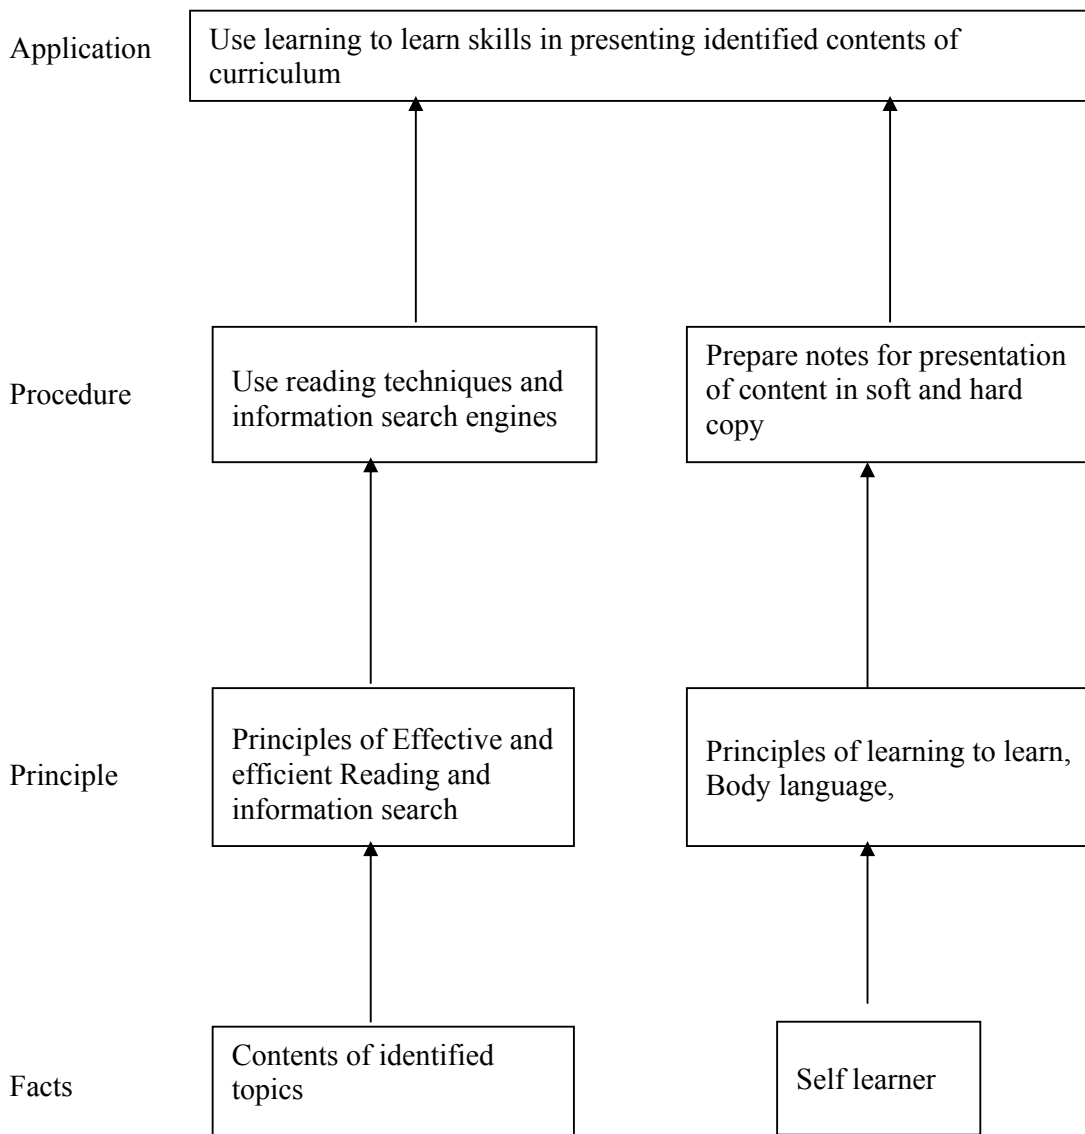 Application
Use learning to learn skills in presenting identified contents of
curriculum
Procedure
Use reading techniques and
information search engines
Prepare notes for presentation
of content in soft and hard
copy
Principle
Principles of Effective and
efficient Reading and
information search
Principles of learning to learn,
Body language,
Facts
Contents of identified
topics
Self learner